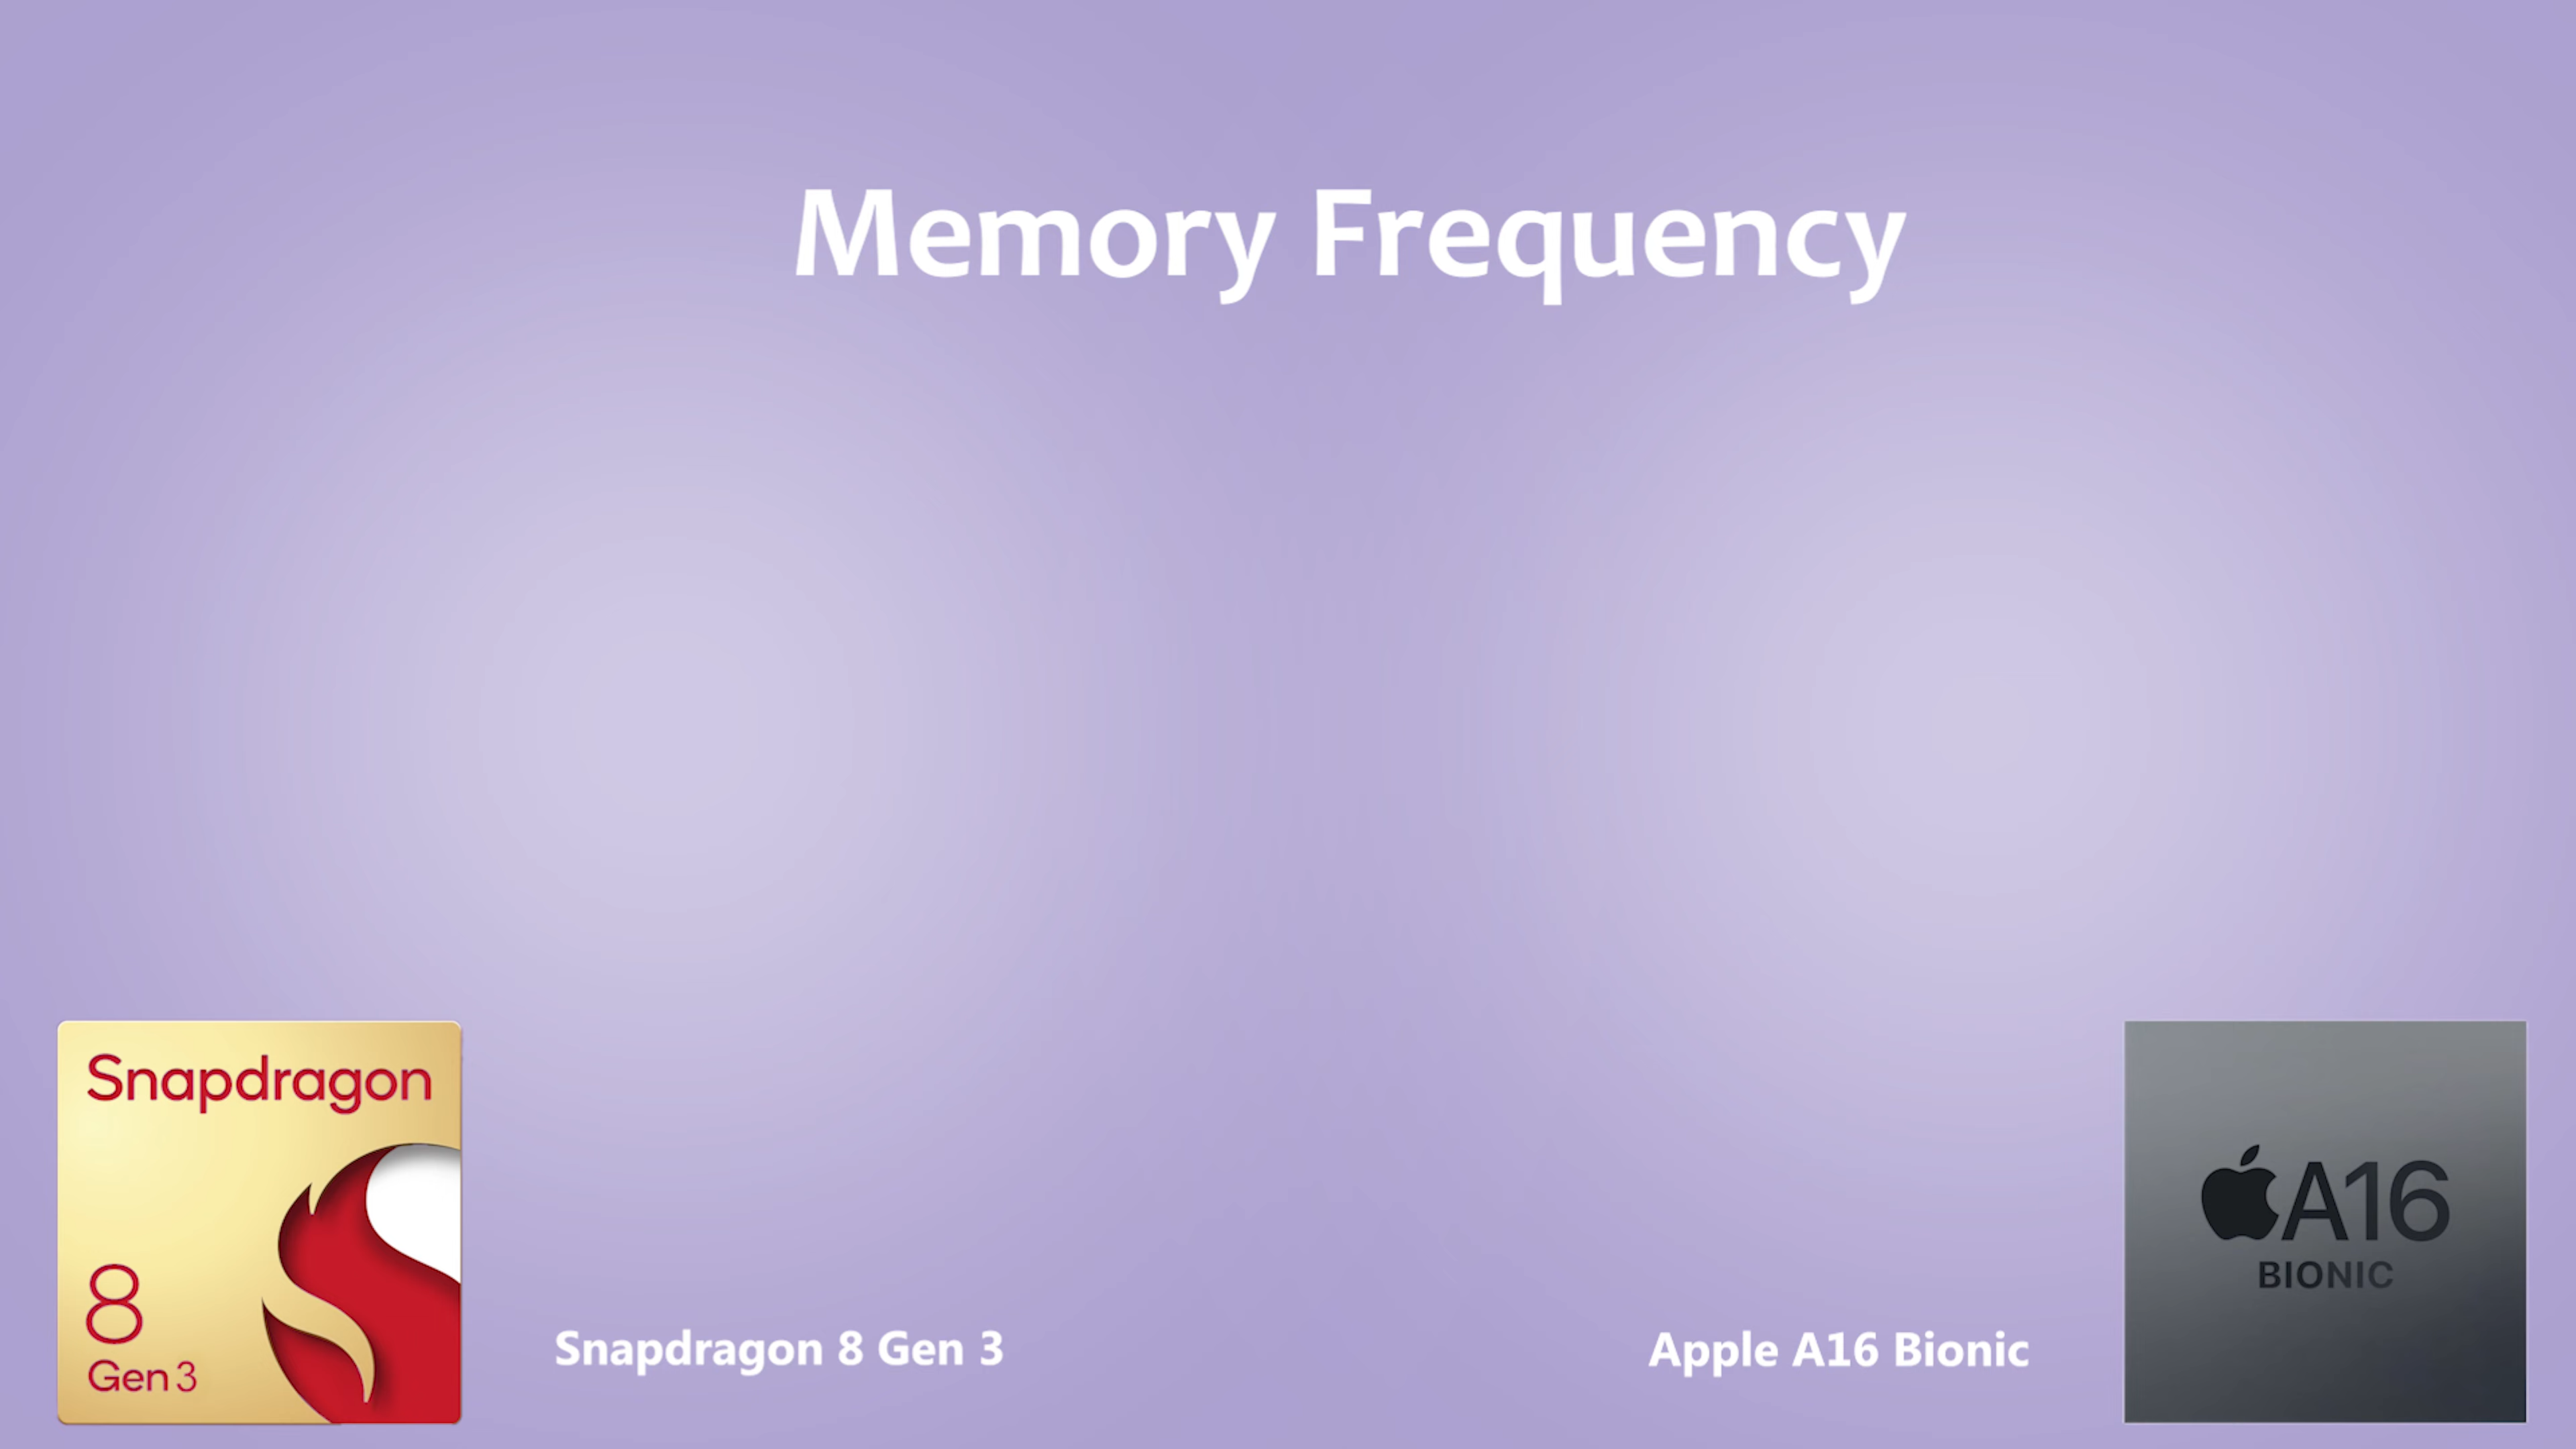 Memory Frequency
Snapdragon
8
Gen 3
Snapdragon 8 Gen 3
Apple A16 Bionic
A16
BIONIC